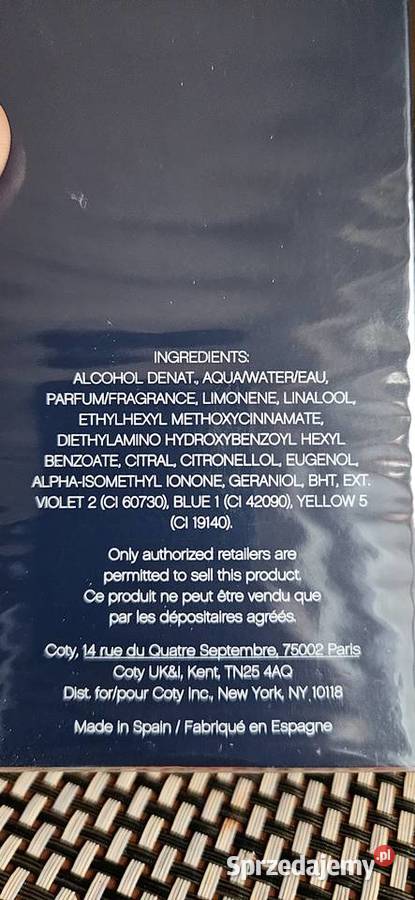 INGREDIENTS:
ALCOHOL DENAT., AQUA/WATER/EAU,
PARFUM/FRAGRANCE, LIMONENE, LINALOOL,
ETHYLHEXYL METHOXYCINNAMATE,
DIETHYLAMINO HYDROXYBENZOYL HEXYL
BENZOATE, CITRAL, CITRONELLOL, EUGENOL,
ALPHA-ISOMETHYL IONONE, GERANIOL, BHT, EXT.
VIOLET 2 (CI 60730), BLUE 1 (CI 42090), YELLOW 5
(CI 19140).
Only authorized retailers are
permitted to sell this product.
Ce produit ne peut être vendu que
par les dépositaires agréés.
Coty, 14 rue du Quatre Septembre, 75002 Paris
Coty UK&I, Kent, TN25 4AQ
Dist. for/pour Coty Inc., New York, NY 10118
Made in Spain / Fabriqué en Espagne
Sprzedajemy.pl